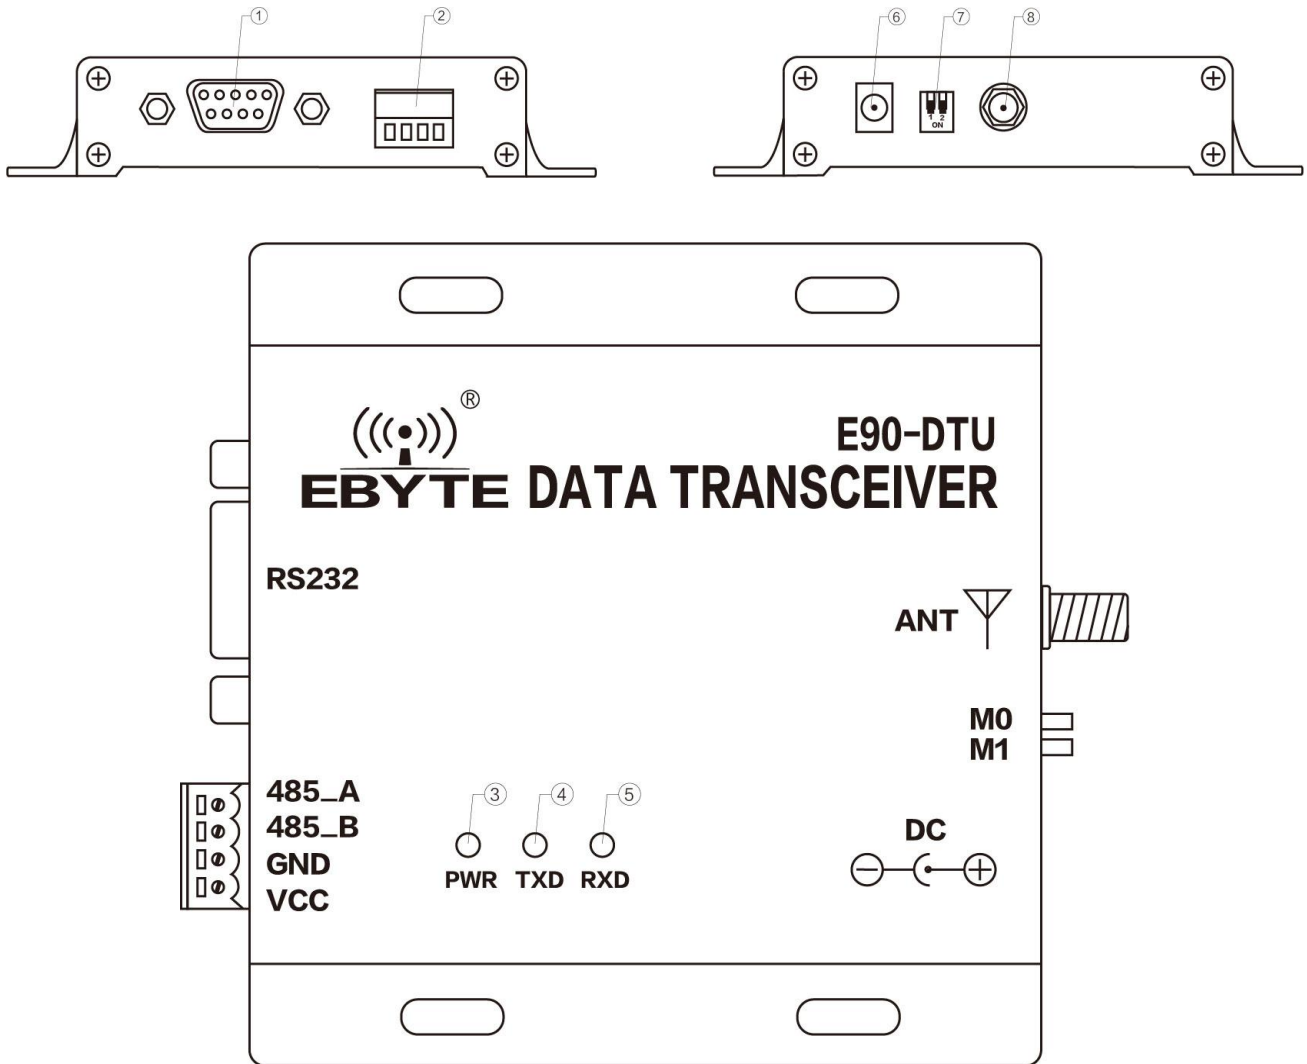 ① ② ⑥ ⑦ ⑧
1 2
ON
®
E90-DTU
EBYTE DATA TRANSCEIVER
RS232
ANT
M0
M1
485_A
485_B
GND
VCC
③ ④ ⑤
PWR TXD RXD
DC